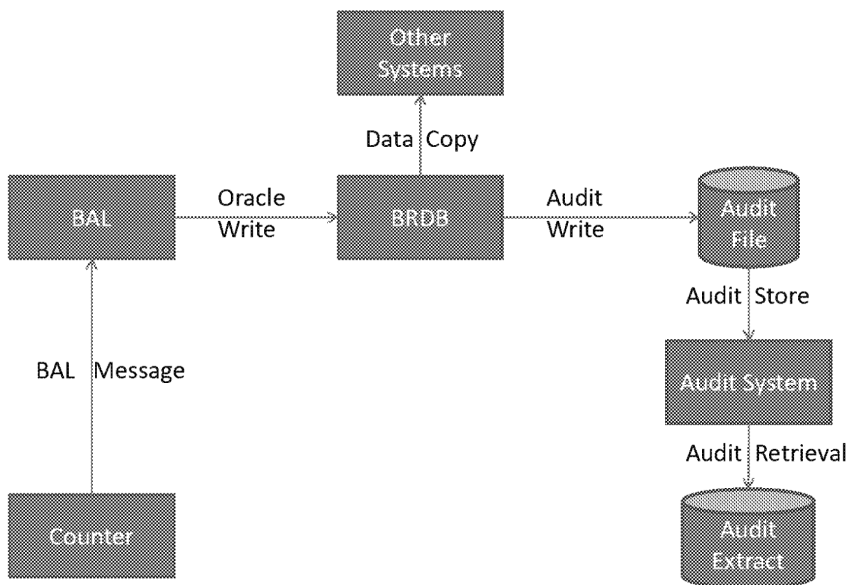 Other
Systems
Data Copy
BAL
Oracle
Write
BRDB
Audit
Write
Audit
File
Audit Store
BAL Message
Audit System
Audit Retrieval
Counter
Audit
Extract